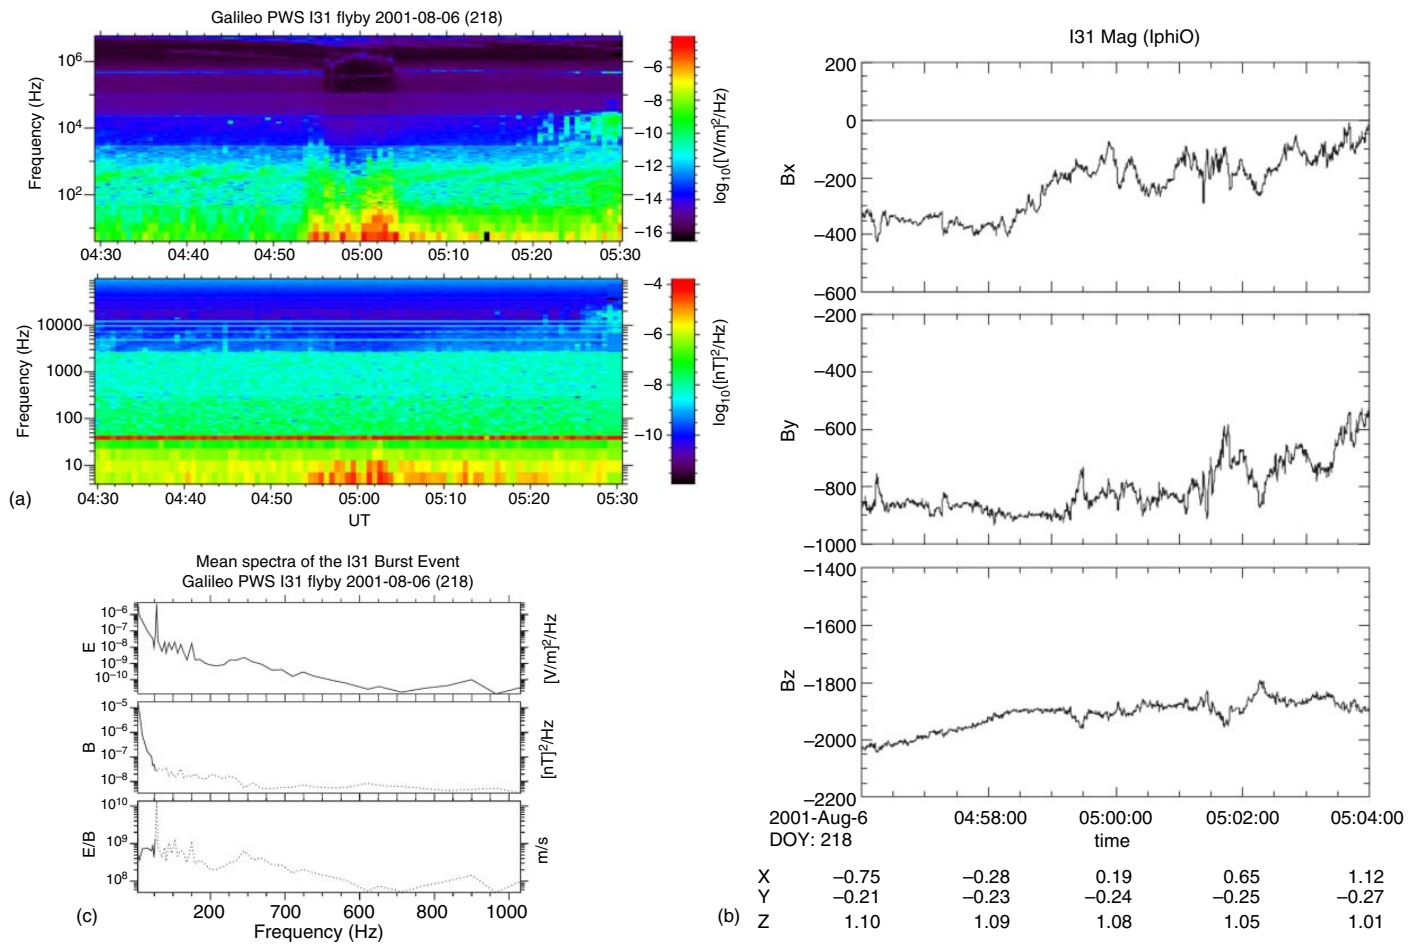 Galileo PWS I31 flyby 2001-08-06 (218)
Frequency (Hz)
10⁶
10⁴
10²
04:30 04:40 04:50 05:00 05:10 05:20 05:30
−6
−8
−10
−12
−14
−16
log₁₀([V/m]²/Hz)
Frequency (Hz)
10000
1000
100
10
04:30 04:40 04:50 05:00 05:10 05:20 05:30
UT
−4
−6
−8
−10
log₁₀([nT]²/Hz)
(a)
Mean spectra of the I31 Burst Event
Galileo PWS I31 flyby 2001-08-06 (218)
E
10⁻⁶
10⁻⁷
10⁻⁸
10⁻⁹
10⁻¹⁰
[V/m]²/Hz
B
10⁻⁵
10⁻⁶
10⁻⁷
10⁻⁸
[nT]²/Hz
E/B
10¹⁰
10⁹
10⁸
m/s
200 700 600 800 1000
Frequency (Hz)
(c)
I31 Mag (IphiO)
Bx
200
0
−200
−400
−600
By
−200
−400
−600
−800
−1000
Bz
−1400
−1600
−1800
−2000
−2200
2001-Aug-6 04:58:00 05:00:00 05:02:00 05:04:00
DOY: 218 time
X −0.75 −0.28 0.19 0.65 1.12
Y −0.21 −0.23 −0.24 −0.25 −0.27
Z 1.10 1.09 1.08 1.05 1.01
(b)